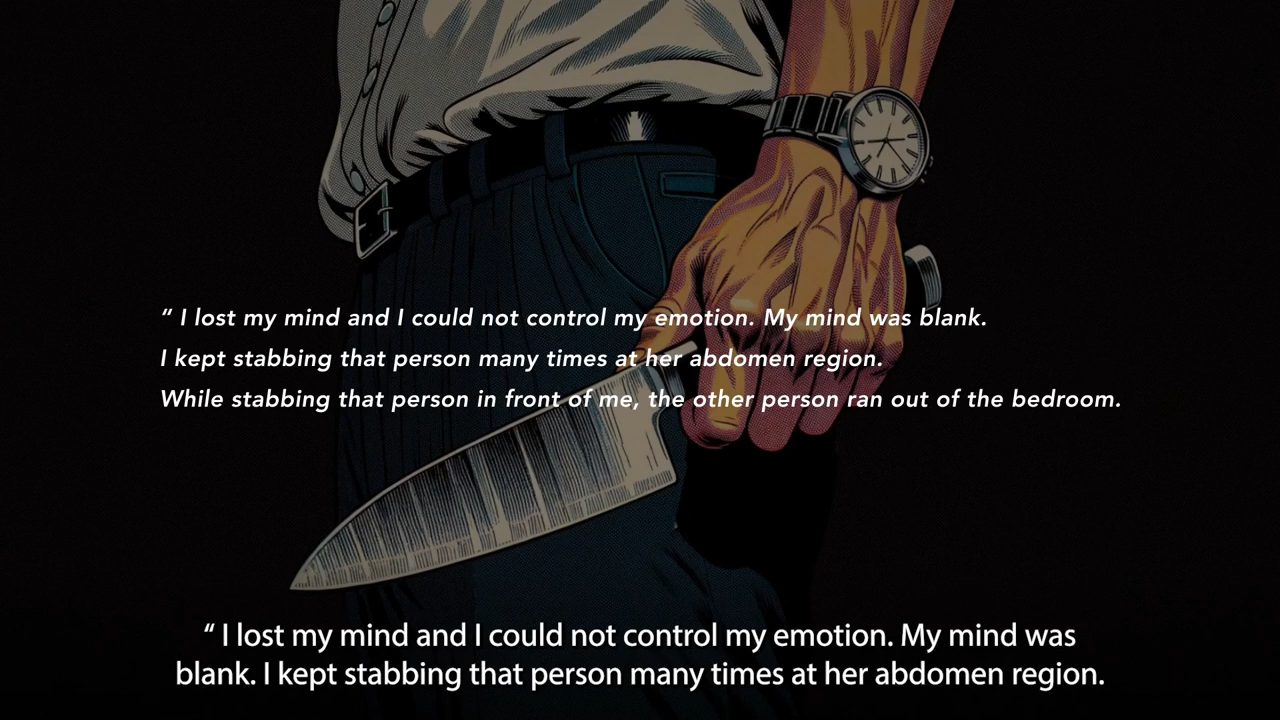 “ I lost my mind and I could not control my emotion. My mind was blank.
I kept stabbing that person many times at her abdomen region.
While stabbing that person in front of me, the other person ran out of the bedroom.
“ I lost my mind and I could not control my emotion. My mind was
blank. I kept stabbing that person many times at her abdomen region.